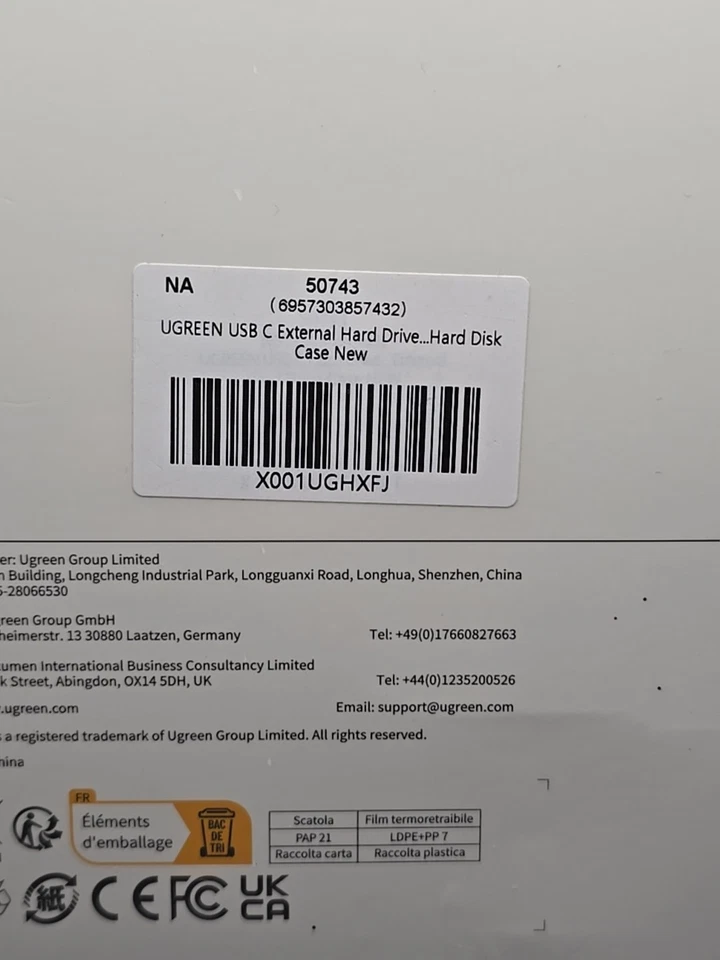 NA
50743
(6957303857432)
UGREEN USB C External Hard Drive...Hard Disk
Case New
X001UGHXFJ
er: Ugreen Group Limited
Building, Longcheng Industrial Park, Longguanxi Road, Longhua, Shenzhen, China
-28066530
reen Group GmbH
heimerstr. 13 30880 Laatzen, Germany
Tel: +49(0)17660827663
umen International Business Consultancy Limited
k Street, Abingdon, OX14 5DH, UK
Tel: +44(0)1235200526
.ugreen.com
Email: support@ugreen.com
a registered trademark of Ugreen Group Limited. All rights reserved.
hina
FR
Éléments
d'emballage
BAC
DE
TRI
Scatola Film termoretraibile
PAP 21 LDPE+PP 7
Raccolta carta Raccolta plastica
紙 CE FC UK
CA